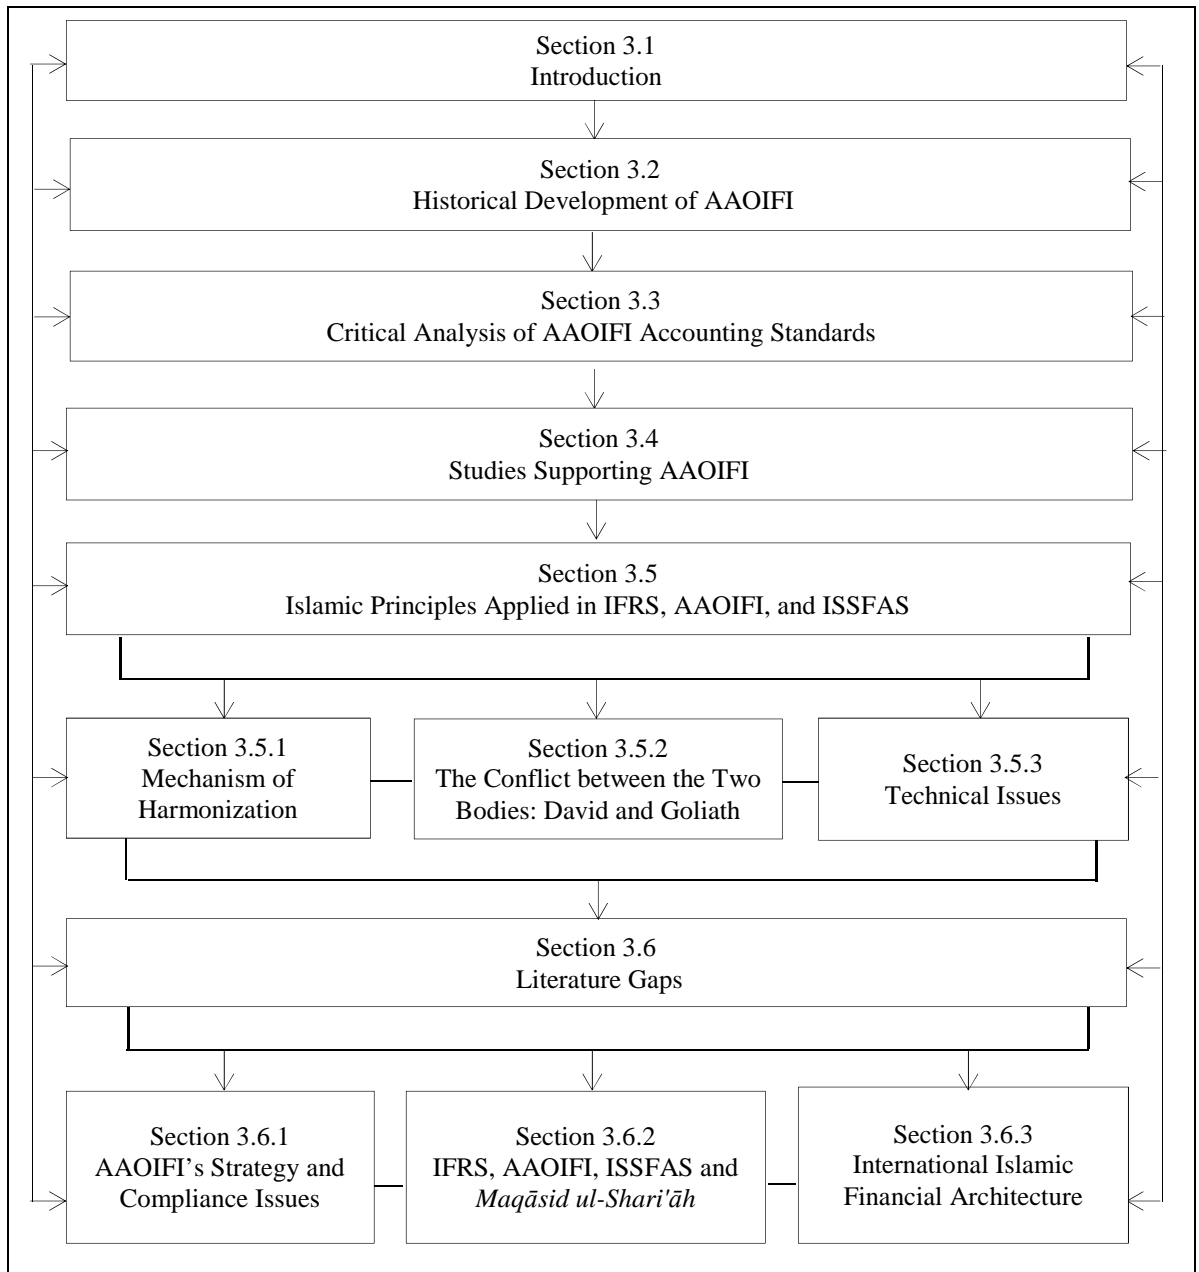 Section 3.1
Introduction
Section 3.2
Historical Development of AAOIFI
Section 3.3
Critical Analysis of AAOIFI Accounting Standards
Section 3.4
Studies Supporting AAOIFI
Section 3.5
Islamic Principles Applied in IFRS, AAOIFI, and ISSFAS
Section 3.5.1
Mechanism of
Harmonization
Section 3.5.2
The Conflict between the Two
Bodies: David and Goliath
Section 3.5.3
Technical Issues
Section 3.6
Literature Gaps
Section 3.6.1
AAOIFI’s Strategy and
Compliance Issues
Section 3.6.2
IFRS, AAOIFI, ISSFAS and
Maqāsid ul-Shari'āh
Section 3.6.3
International Islamic
Financial Architecture